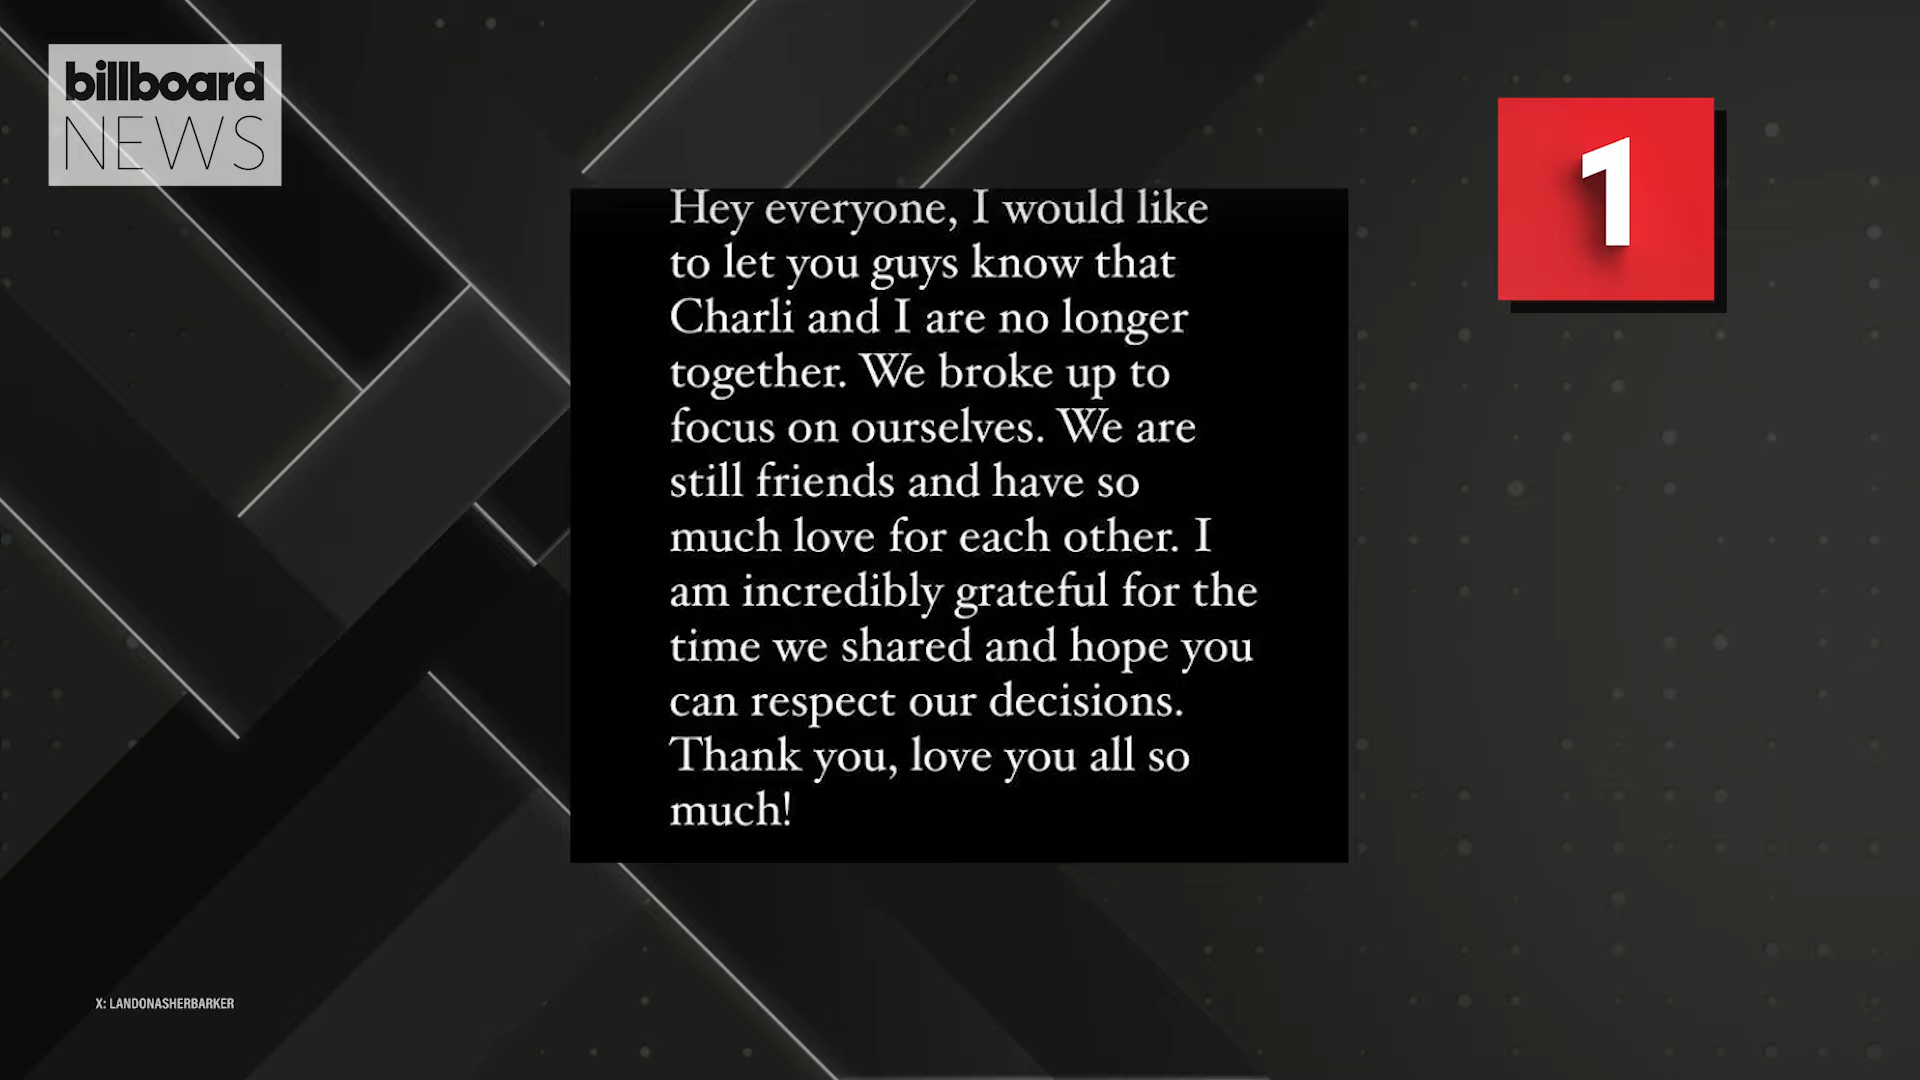 billboard
NEWS
1
Hey everyone, I would like
to let you guys know that
Charli and I are no longer
together. We broke up to
focus on ourselves. We are
still friends and have so
much love for each other. I
am incredibly grateful for the
time we shared and hope you
can respect our decisions.
Thank you, love you all so
much!
X: LANDONASHERBARKER